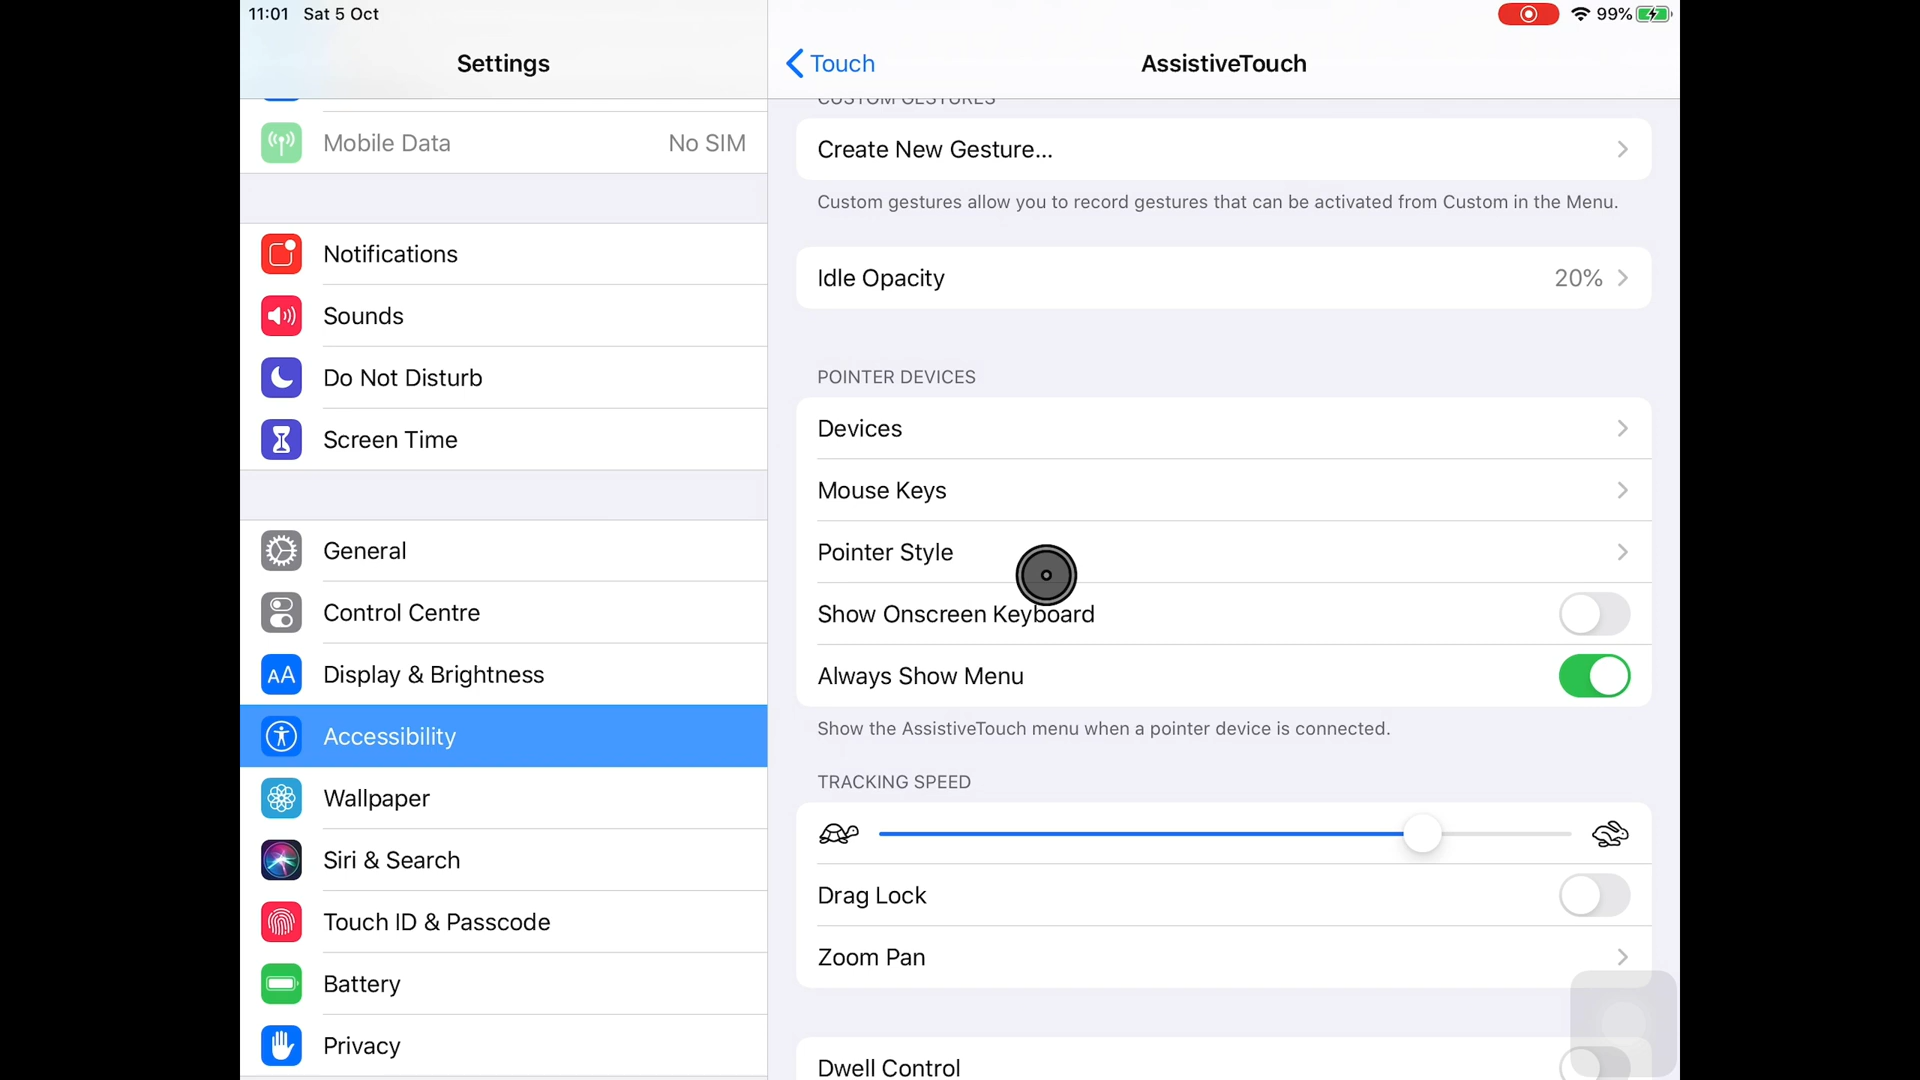 11:01 Sat 5 Oct
99%
Settings
Touch
AssistiveTouch
Mobile Data No SIM
Notifications
Sounds
Do Not Disturb
Screen Time
General
Control Centre
Display & Brightness
AA
Accessibility
Wallpaper
Siri & Search
Touch ID & Passcode
Battery
Privacy
CUSTOM GESTURES
Create New Gesture...
Custom gestures allow you to record gestures that can be activated from Custom in the Menu.
Idle Opacity 20%
POINTER DEVICES
Devices
Mouse Keys
Pointer Style
Show Onscreen Keyboard
Always Show Menu
Show the AssistiveTouch menu when a pointer device is connected.
TRACKING SPEED
Drag Lock
Zoom Pan
Dwell Control